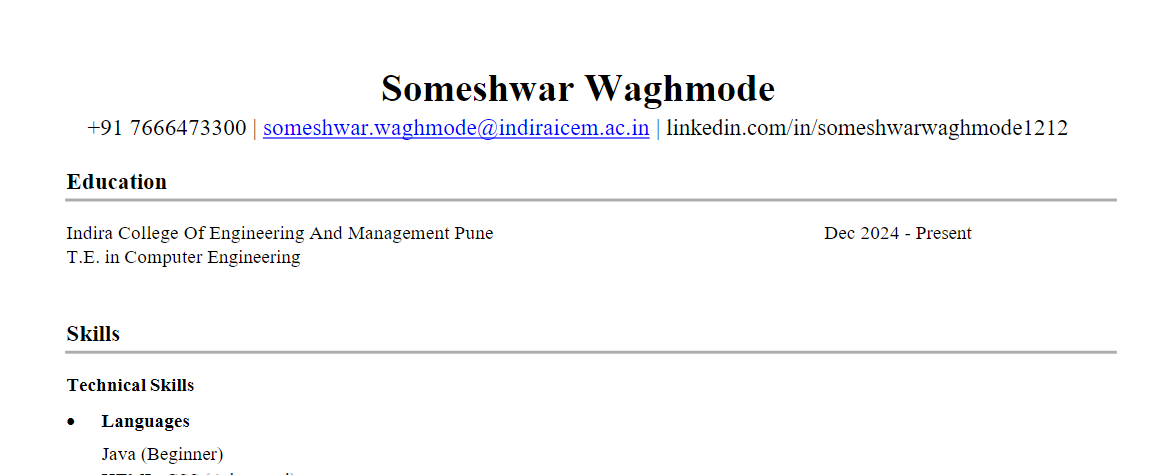 Someshwar Waghmode
+91 7666473300 | someshwar.waghmode@indiraicem.ac.in | linkedin.com/in/someshwarwaghmode1212
Education
Indira College Of Engineering And Management Pune Dec 2024 - Present
T.E. in Computer Engineering
Skills
Technical Skills
• Languages
Java (Beginner)